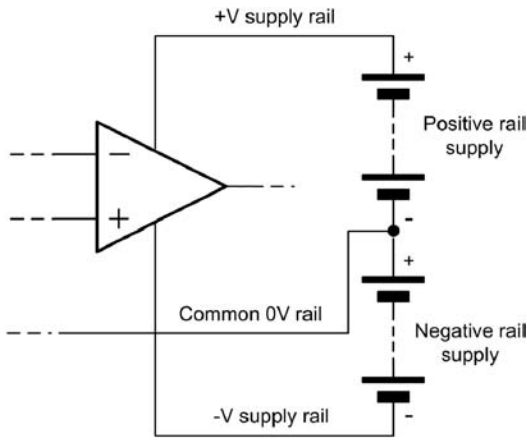 +V supply rail
+
Positive rail
supply
−
+
-
+
Common 0V rail
Negative rail
supply
-V supply rail
-